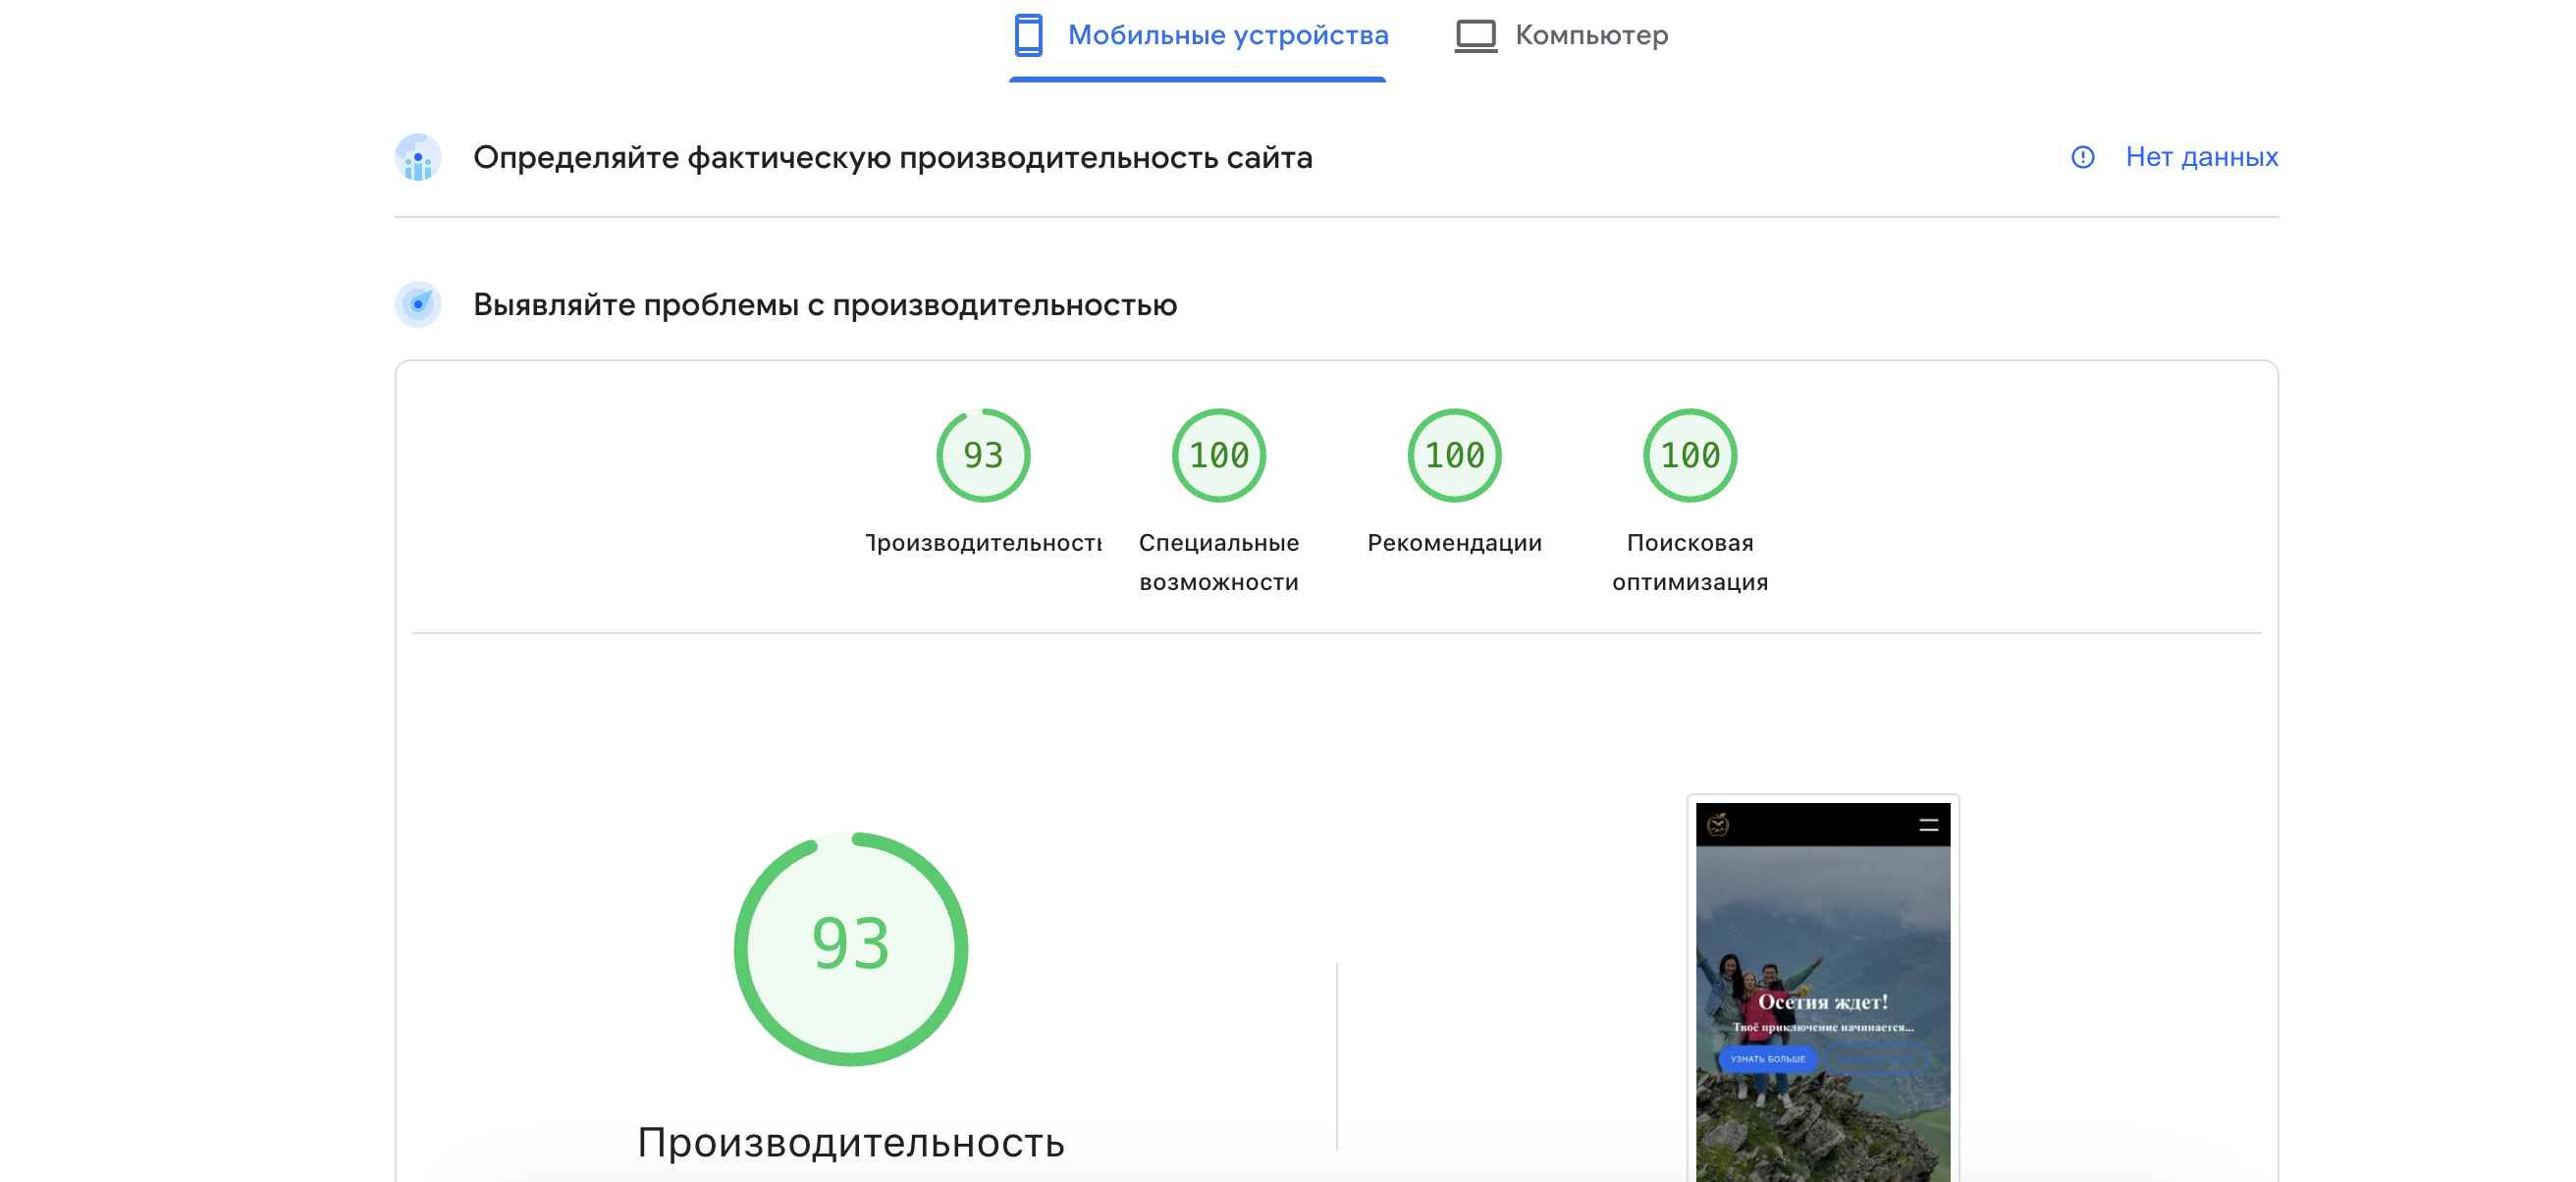 Мобильные устройства
Компьютер
Определяйте фактическую производительность сайта
Нет данных
Выявляйте проблемы с производительностью
93
100
100
100
Производительность
Специальные
возможности
Рекомендации
Поисковая
оптимизация
93
Осетия ждет!
Твоё приключение начинается...
УЗНАТЬ БОЛЬШЕ
Производительность